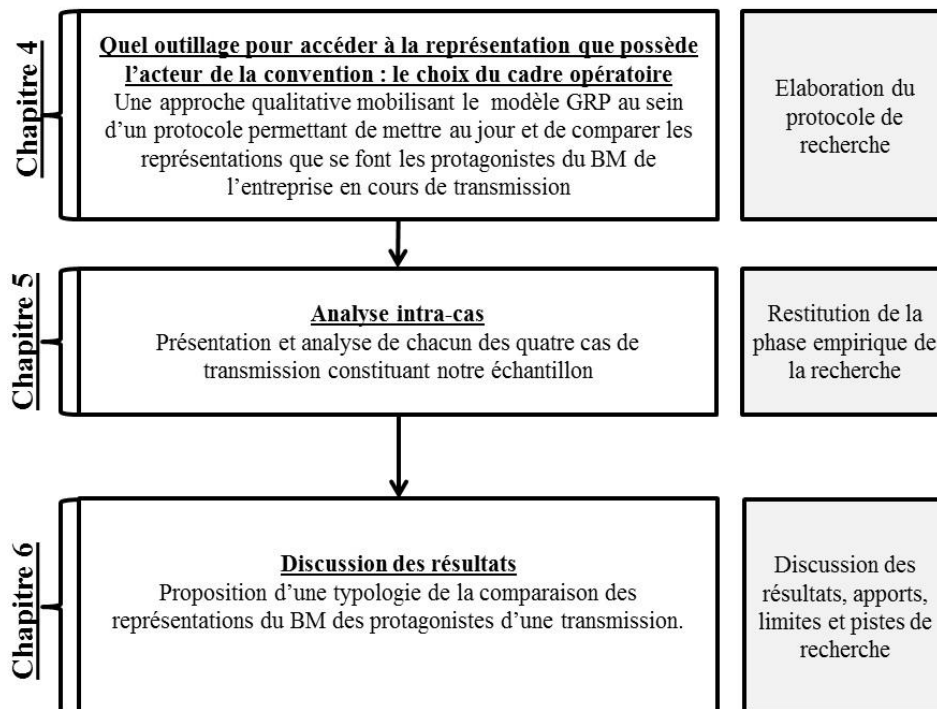 Chapitre 4
Quel outillage pour accéder à la représentation que possède
l’acteur de la convention : le choix du cadre opératoire
Une approche qualitative mobilisant le modèle GRP au sein
d’un protocole permettant de mettre au jour et de comparer les
représentations que se font les protagonistes du BM de
l’entreprise en cours de transmission
Elaboration du
protocole de
recherche
Chapitre 5
Analyse intra-cas
Présentation et analyse de chacun des quatre cas de
transmission constituant notre échantillon
Restitution de la
phase empirique de
la recherche
Chapitre 6
Discussion des résultats
Proposition d’une typologie de la comparaison des
représentations du BM des protagonistes d’une transmission.
Discussion des
résultats, apports,
limites et pistes de
recherche